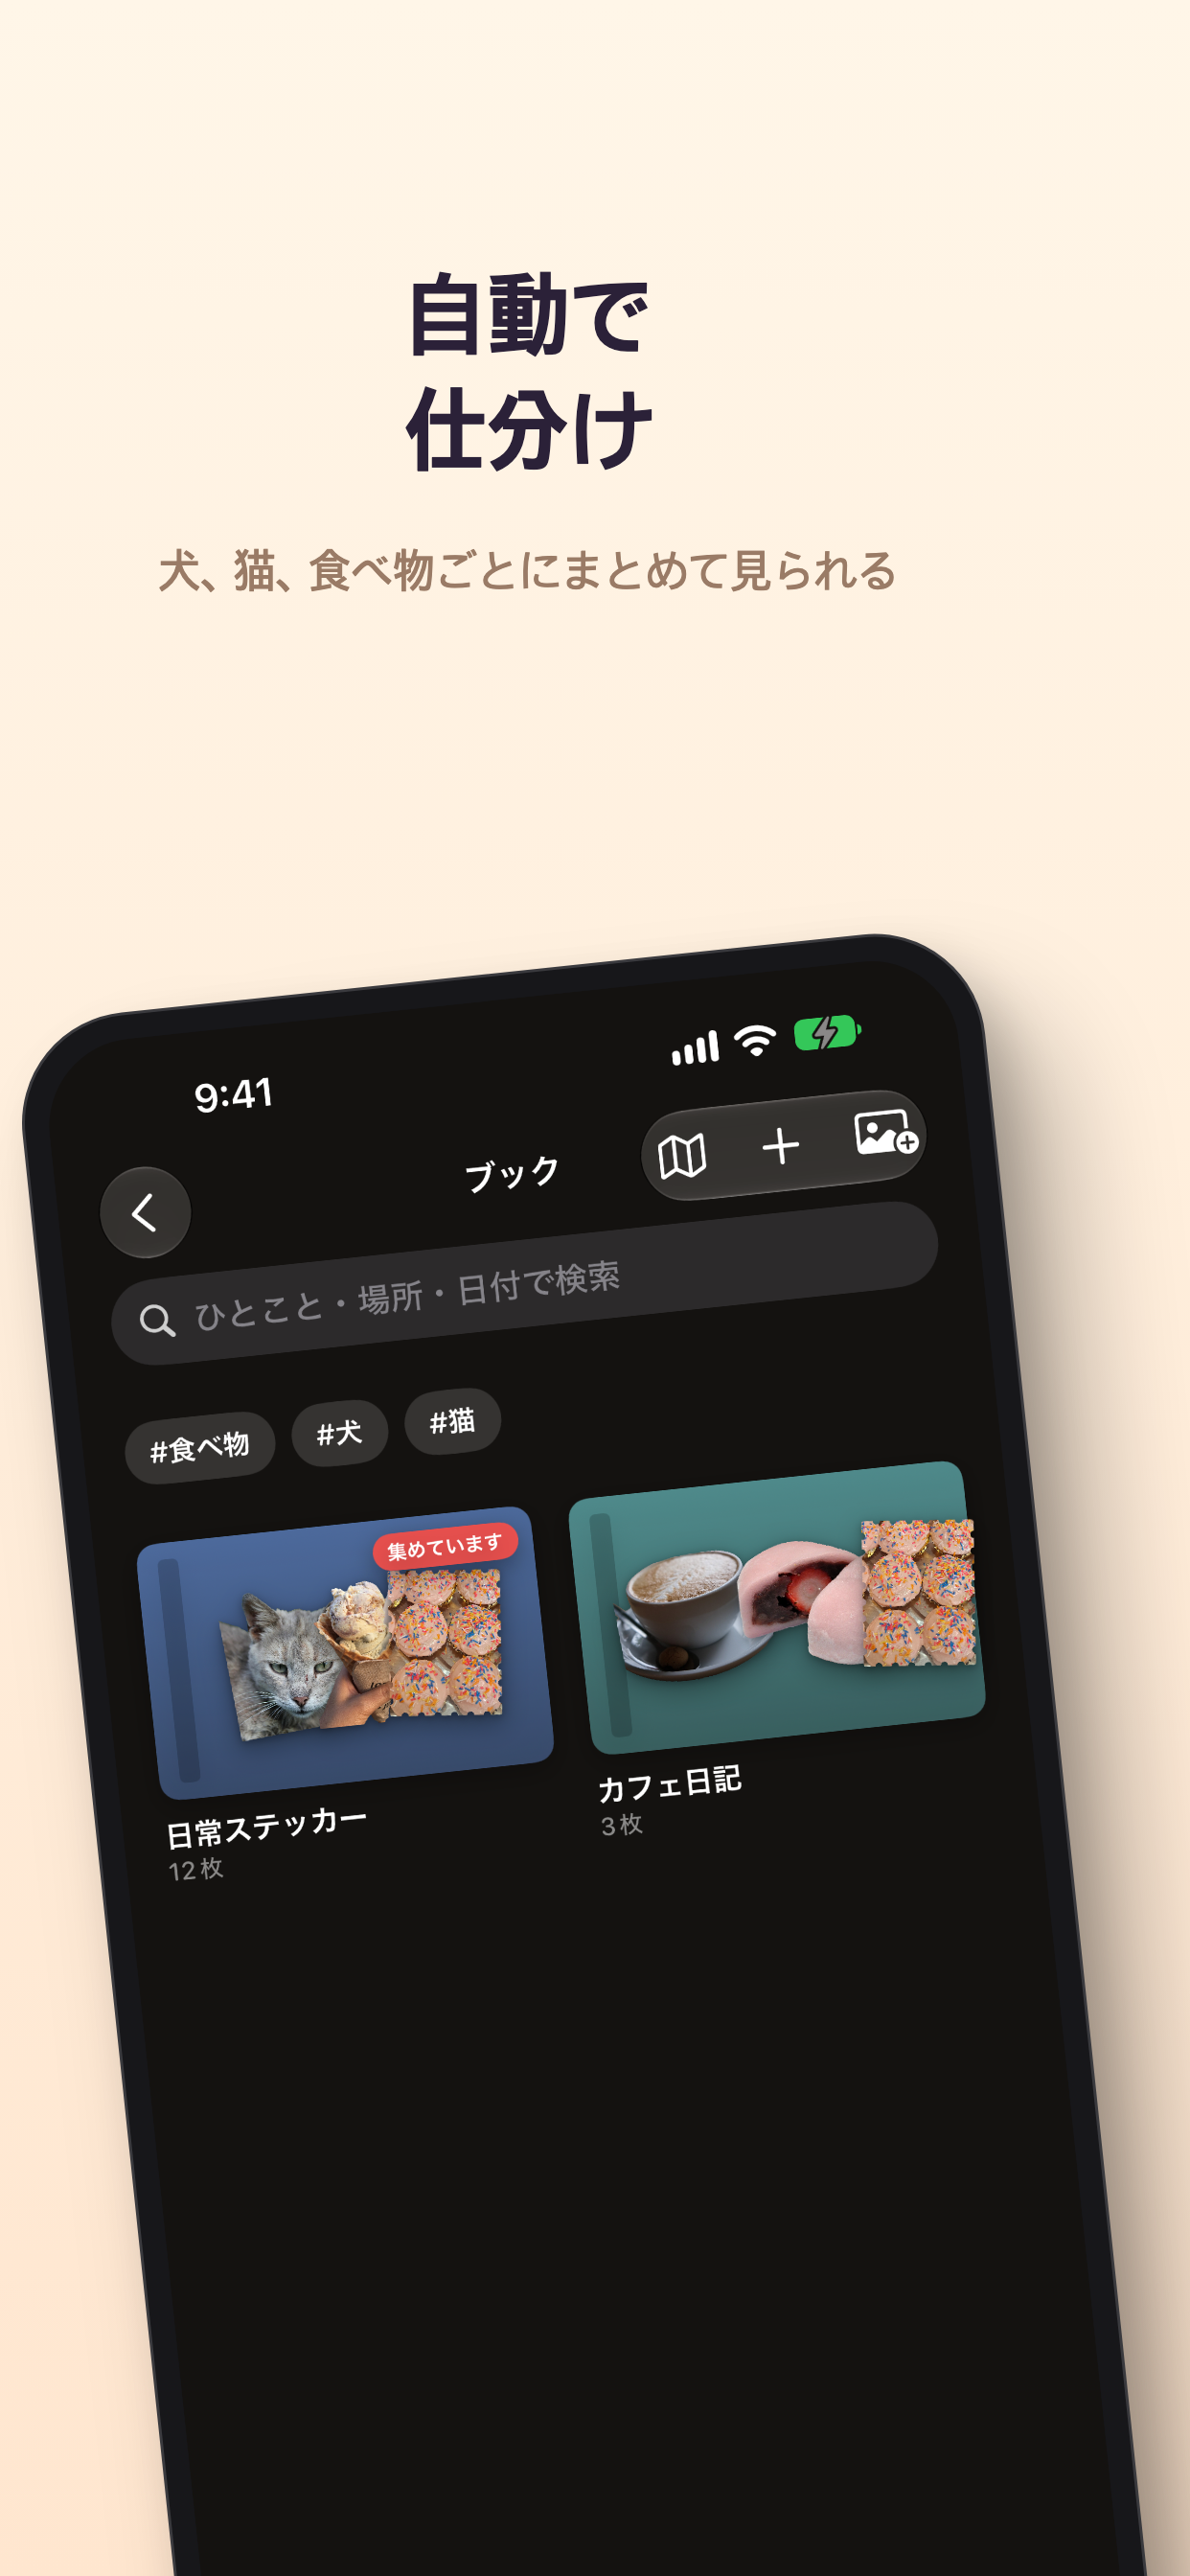 自動で
仕分け
犬、猫、食べ物ごとにまとめて見られる
9:41
ブック
ひとこと・場所・日付で検索
#食べ物 #犬 #猫
集めています
日常ステッカー
12枚
カフェ日記
3枚